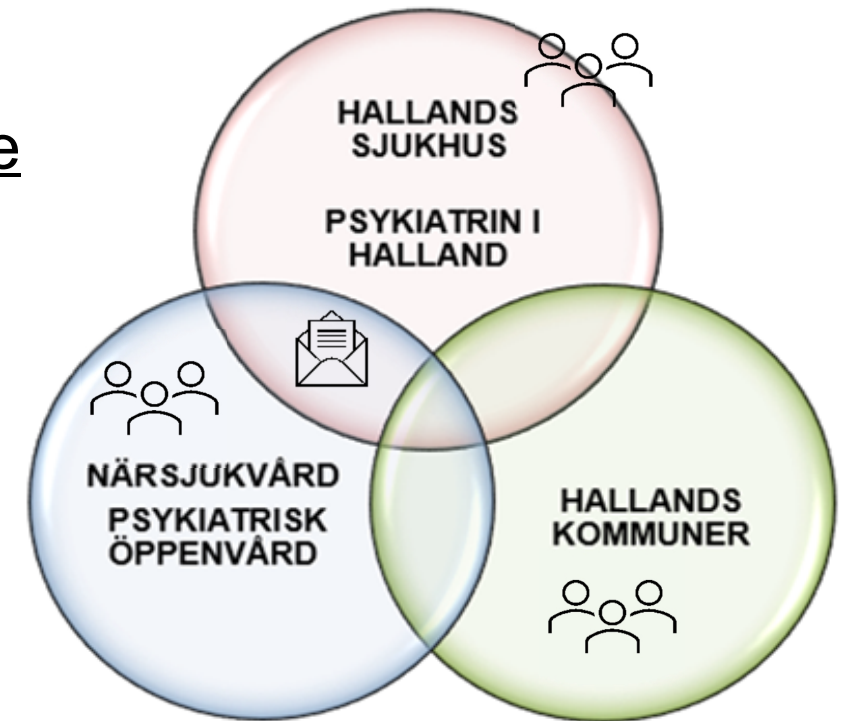 e
HALLANDS
SJUKHUS
PSYKIATRIN I
HALLAND
NÄRSJUKVÅRD
PSYKIATRISK
ÖPPENVÅRD
HALLANDS
KOMMUNER